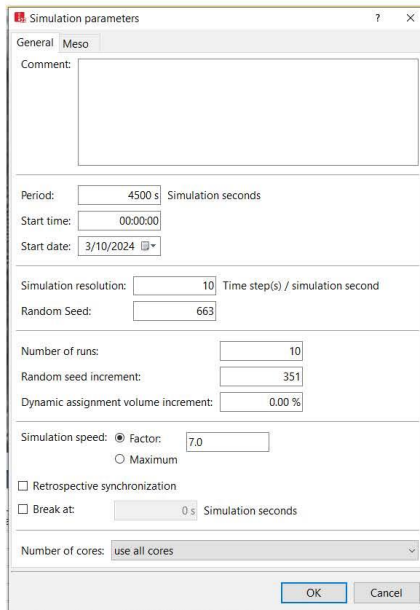 Simulation parameters ? ×
General Meso
Comment:
Period: 4500 s Simulation seconds
Start time: 00:00:00
Start date: 3/10/2024
Simulation resolution: 10 Time step(s) / simulation second
Random Seed: 663
Number of runs: 10
Random seed increment: 351
Dynamic assignment volume increment: 0.00 %
Simulation speed: Factor: 7.0
Maximum
Retrospective synchronization
Break at: 0 s Simulation seconds
Number of cores: use all cores
OK Cancel